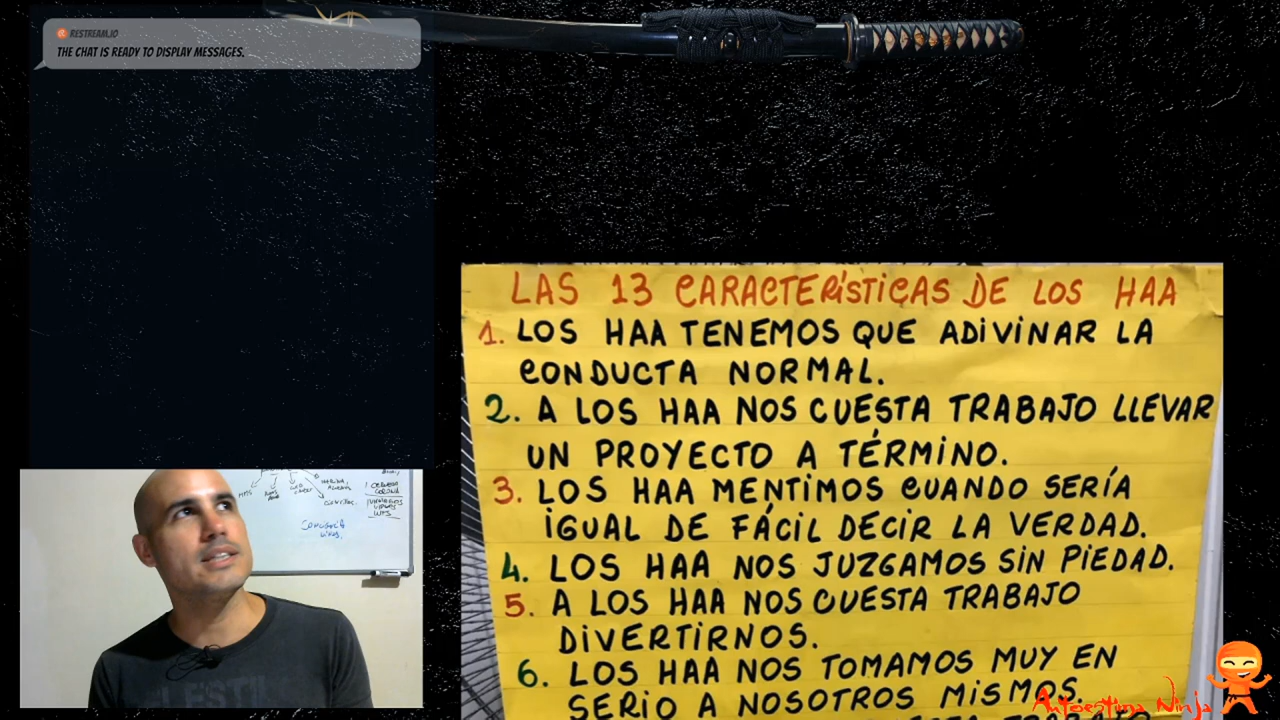 RESTREAM.IO
THE CHAT IS READY TO DISPLAY MESSAGES.
LAS 13 CARACTERÍSTICAS DE LOS HAA
1. LOS HAA TENEMOS QUE ADIVINAR LA
CONDUCTA NORMAL.
2. A LOS HAA NOS CUESTA TRABAJO LLEVAR
UN PROYECTO A TÉRMINO.
3. LOS HAA MENTIMOS CUANDO SERÍA
IGUAL DE FÁCIL DECIR LA VERDAD.
4. LOS HAA NOS JUZGAMOS SIN PIEDAD.
5. A LOS HAA NOS CUESTA TRABAJO
DIVERTIRNOS.
6. LOS HAA NOS TOMAMOS MUY EN
SERIO A NOSOTROS MISMOS.
Autoestima Ninja